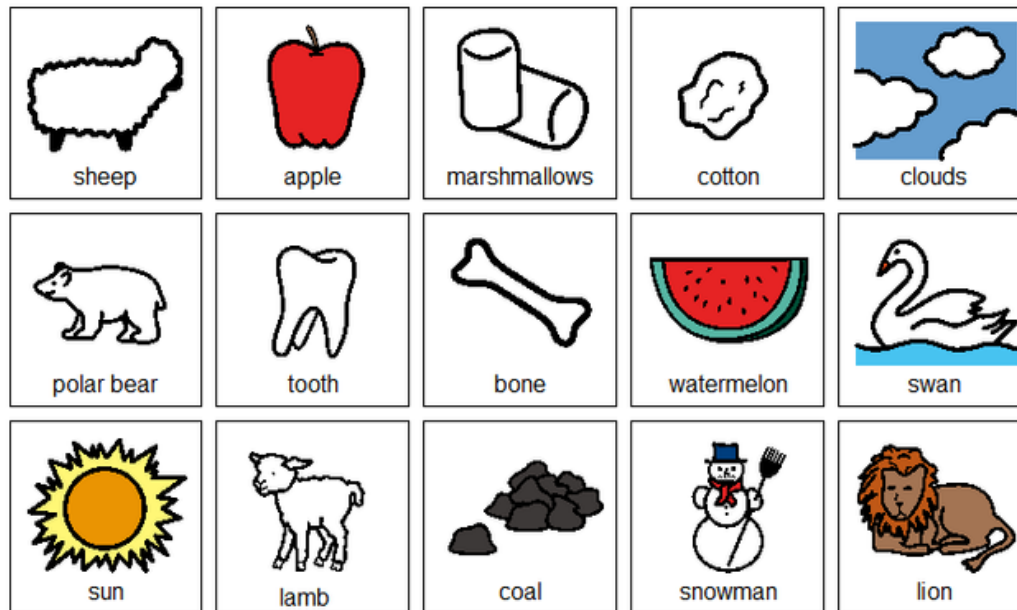 sheep
apple
marshmallows
cotton
clouds
polar bear
tooth
bone
watermelon
swan
sun
lamb
coal
snowman
lion